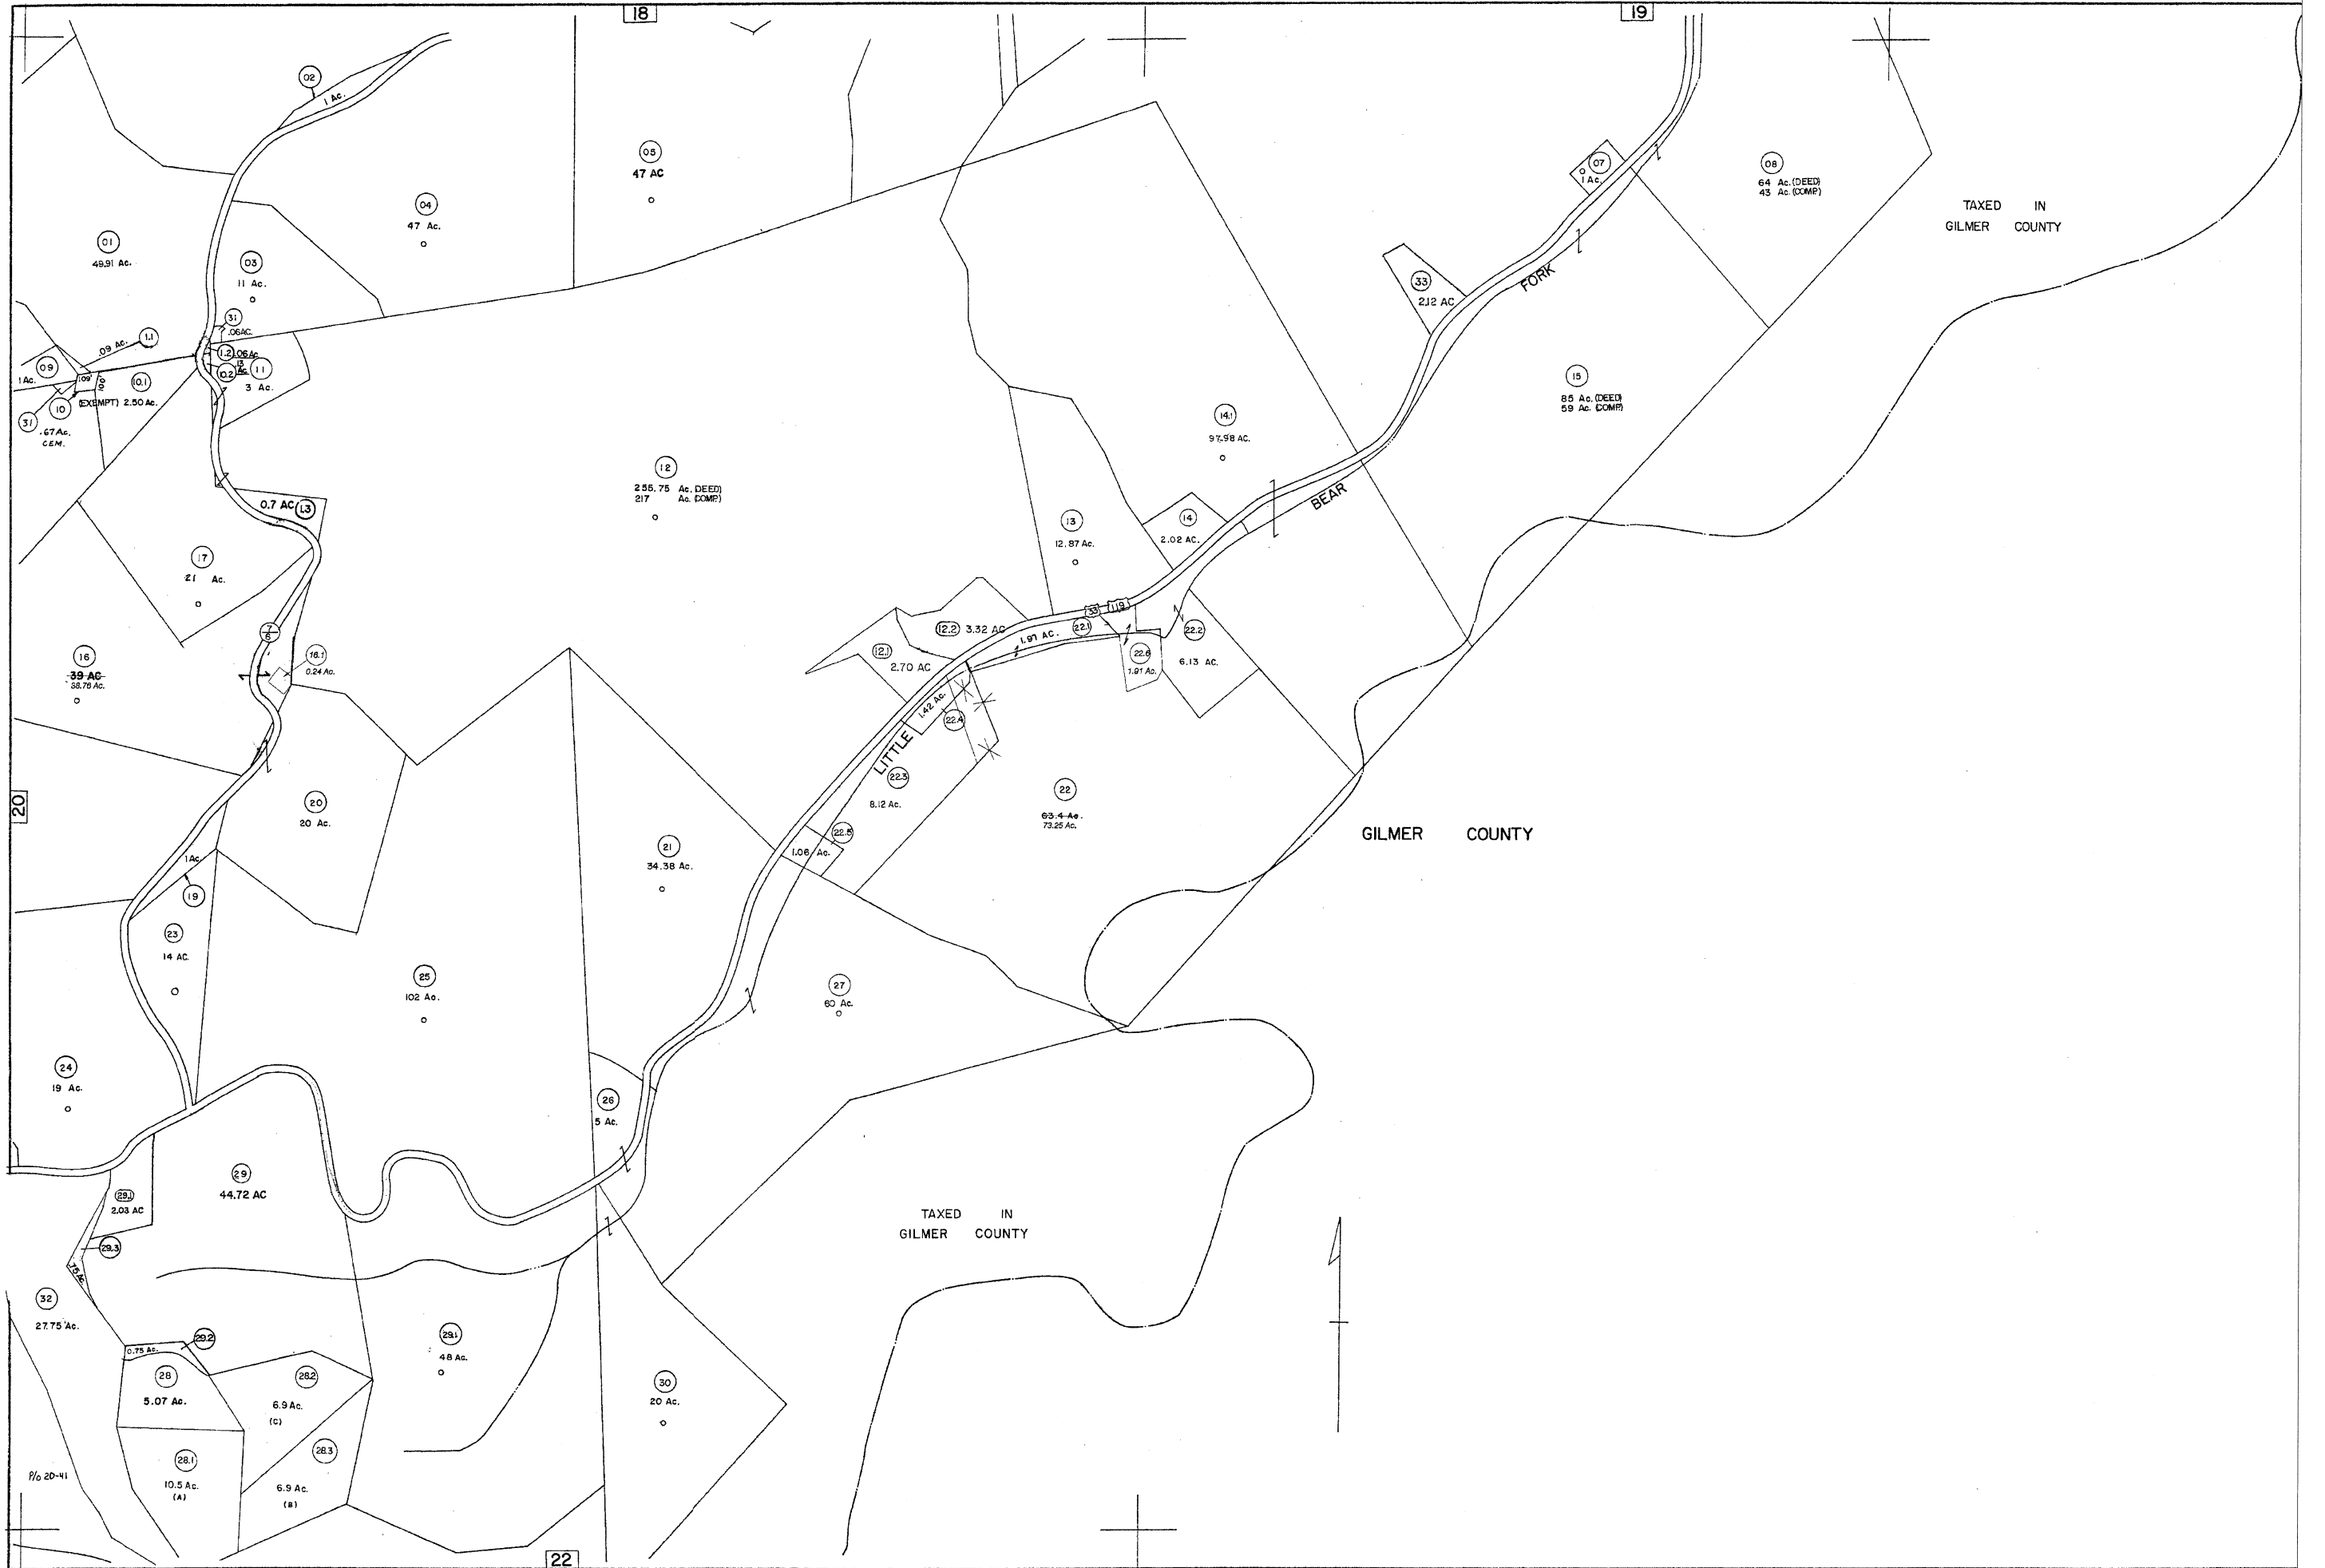 18
19
02
1 Ac.
05
47 AC
04
47 Ac.
07
1 Ac.
08
64 Ac. (DEED)
43 Ac. (COMP.)
TAXED IN
GILMER COUNTY
01
49.91 Ac.
03
11 Ac.
33
2.12 AC
FORK
31
.06AC.
1.1
.09 Ac.
1.2
.06 Ac.
10.2
.13
Ac
11
3 Ac.
09
1 Ac.
109'
100'
10.1
(EXEMPT) 2.50 Ac.
10
31
.67 Ac.
CEM.
15
85 Ac. (DEED)
59 Ac. (COMP)
14.1
97.98 AC.
12
255.75 Ac. DEED)
217 Ac. COMP.)
0.7 AC
1.3
BEAR
13
12.87 Ac.
14
2.02 AC.
17
21 Ac.
33
119
12.2
3.32 AC
1.97 AC.
22.1
22.2
6.13 AC.
22.6
1.91 Ac.
7
6
12.1
2.70 AC
16
39 AC
38.76 Ac.
16.1
0.24 Ac.
1.42 Ac.
22.4
LITTLE
22.3
8.12 Ac.
22
63.4 Ac.
73.25 Ac.
20
20
20 Ac.
GILMER COUNTY
22.5
1.06 Ac.
21
34.38 Ac.
1 Ac.
19
23
14 AC.
25
102 Ac.
27
60 Ac.
24
19 Ac.
26
5 Ac.
29
44.72 AC
29.1
2.03 AC
TAXED IN
GILMER COUNTY
29.3
.75 Ac.
32
27.75 Ac.
29.2
0.75 Ac.
29.1
48 Ac.
28
5.07 Ac.
28.2
6.9 Ac.
(C)
30
20 Ac.
28.3
6.9 Ac.
(B)
28.1
10.5 Ac.
(A)
P/o 20-41
22